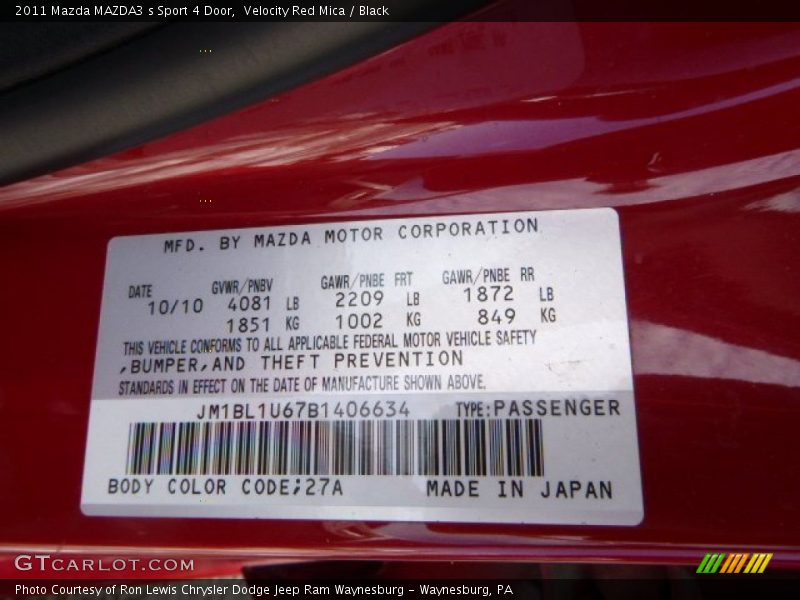 2011 Mazda MAZDA3 s Sport 4 Door,  Velocity Red Mica / Black
MFD. BY MAZDA MOTOR CORPORATION
DATE GVWR/PNBV GAWR/PNBE FRT GAWR/PNBE RR
10/10 4081 LB 2209 LB 1872 LB
1851 KG 1002 KG 849 KG
THIS VEHICLE CONFORMS TO ALL APPLICABLE FEDERAL MOTOR VEHICLE SAFETY
,BUMPER,AND THEFT PREVENTION
STANDARDS IN EFFECT ON THE DATE OF MANUFACTURE SHOWN ABOVE.
JM1BL1U67B1406634 TYPE:PASSENGER
BODY COLOR CODE;27A MADE IN JAPAN
GTCARLOT.COM
Photo Courtesy of Ron Lewis Chrysler Dodge Jeep Ram Waynesburg - Waynesburg, PA